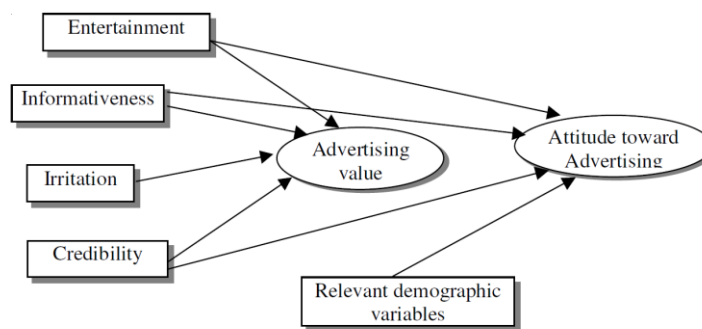 Entertainment
Informativeness
Irritation
Credibility
Advertising
value
Attitude toward
Advertising
Relevant demographic
variables